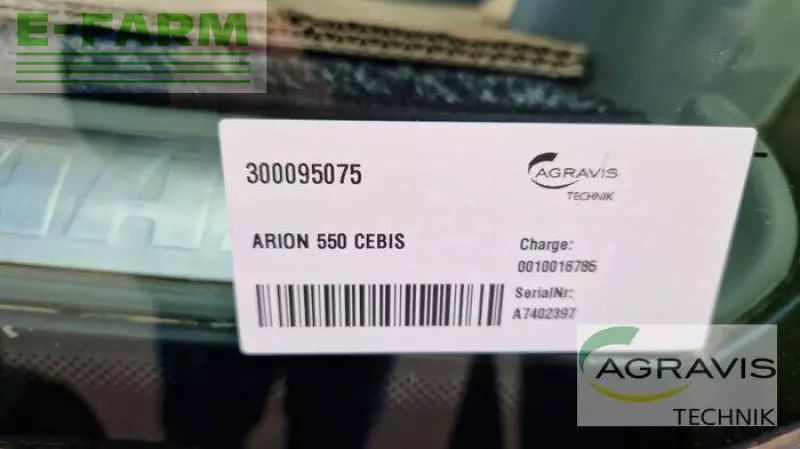 E-FARM
300095075
AGRAVIS
TECHNIK
ARION 550 CEBIS
Charge:
0010016785
SerialNr:
A7402397
AGRAVIS
TECHNIK